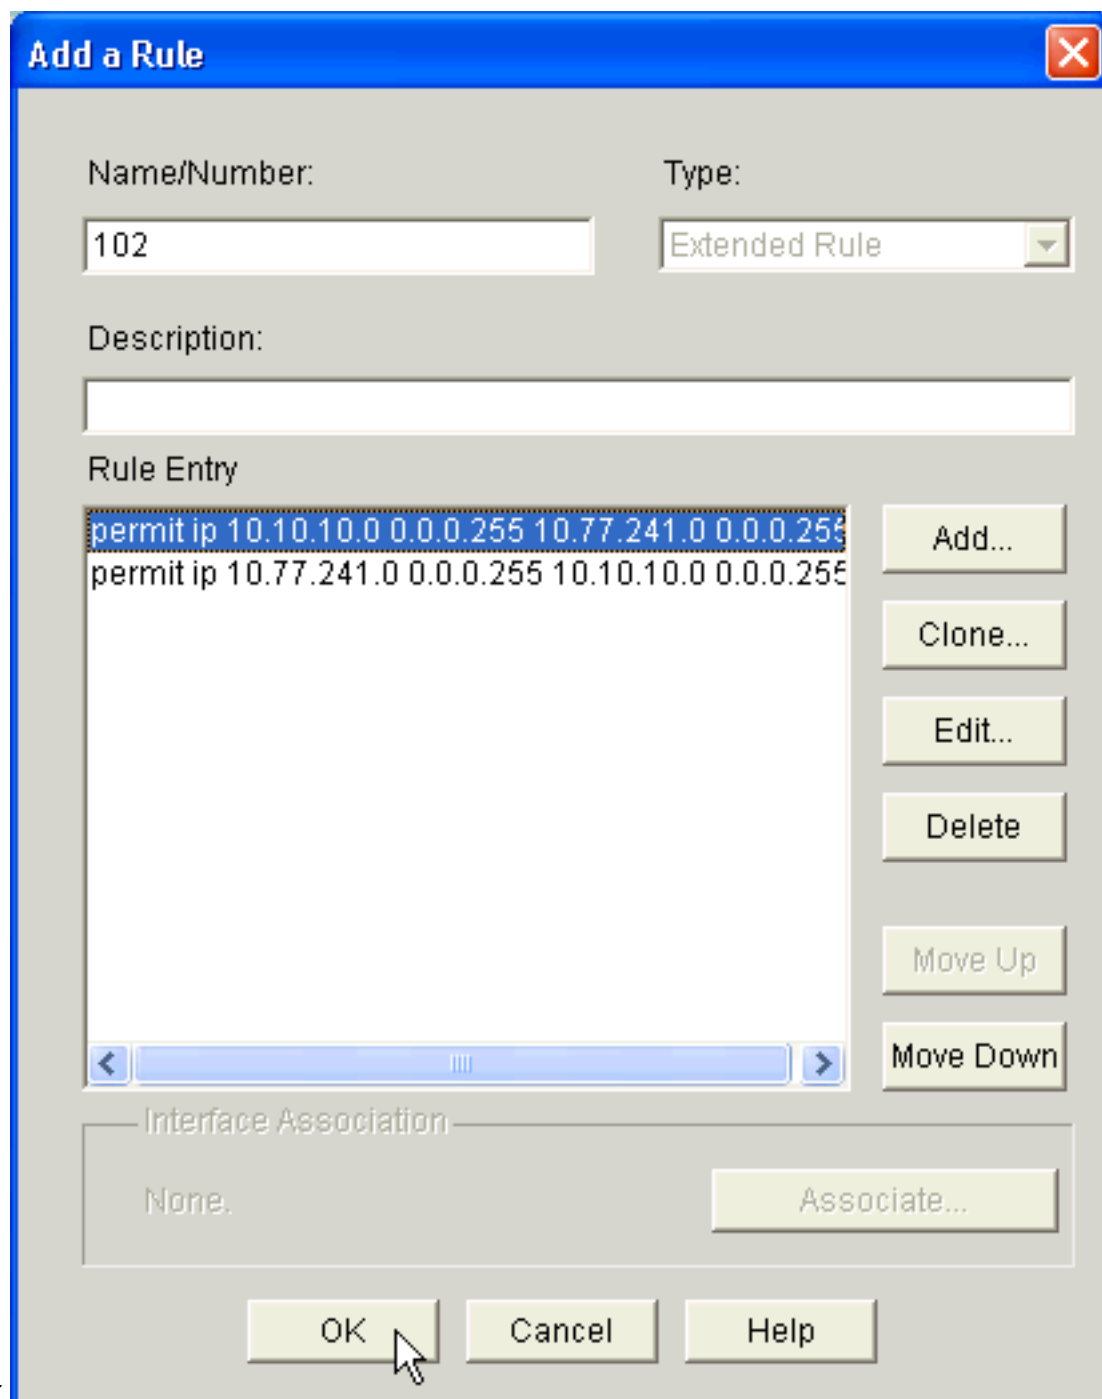 Add a Rule
Name/Number:
Type:
102
Extended Rule
Description:
Rule Entry
permit ip 10.10.10.0 0.0.0.255 10.77.241.0 0.0.0.255
permit ip 10.77.241.0 0.0.0.255 10.10.10.0 0.0.0.255
Add...
Clone...
Edit...
Delete
Move Up
Move Down
Interface Association
None.
Associate...
OK
Cancel
Help